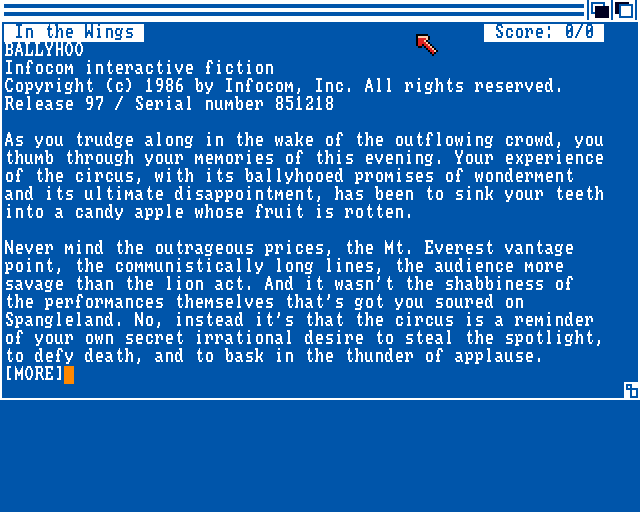 In the Wings Score: 0/0
BALLYHOO
Infocom interactive fiction
Copyright (c) 1986 by Infocom, Inc. All rights reserved.
Release 97 / Serial number 851218
As you trudge along in the wake of the outflowing crowd, you
thumb through your memories of this evening. Your experience
of the circus, with its ballyhooed promises of wonderment
and its ultimate disappointment, has been to sink your teeth
into a candy apple whose fruit is rotten.
Never mind the outrageous prices, the Mt. Everest vantage
point, the communistically long lines, the audience more
savage than the lion act. And it wasn't the shabbiness of
the performances themselves that's got you soured on
Spangleland. No, instead it's that the circus is a reminder
of your own secret irrational desire to steal the spotlight,
to defy death, and to bask in the thunder of applause.
[MORE]